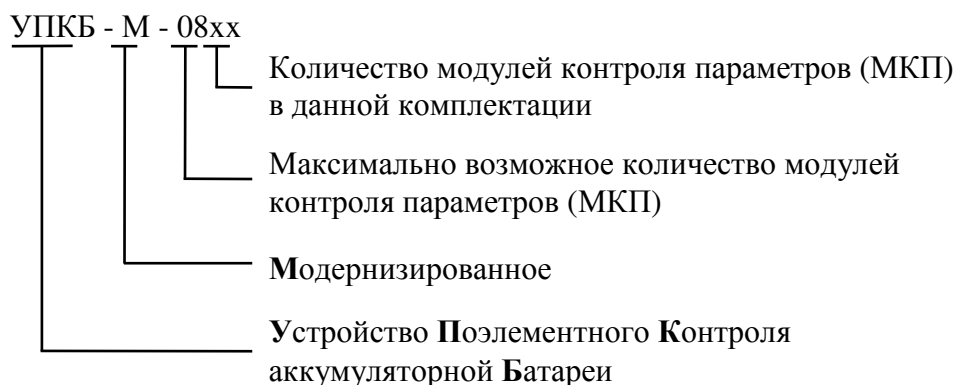 УПКБ - М - 08хх
Количество модулей контроля параметров (МКП)
в данной комплектации
Максимально возможное количество модулей
контроля параметров (МКП)
Модернизированное
Устройство Поэлементного Контроля
аккумуляторной Батареи